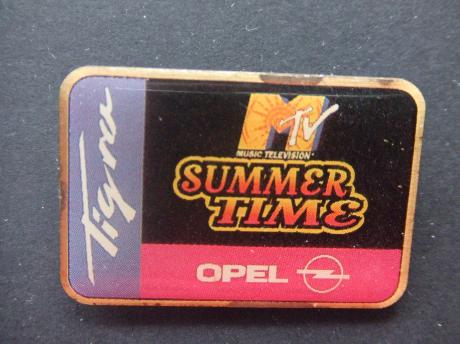 Tigra
MTV
MUSIC TELEVISION®
SUMMER
TIME
OPEL